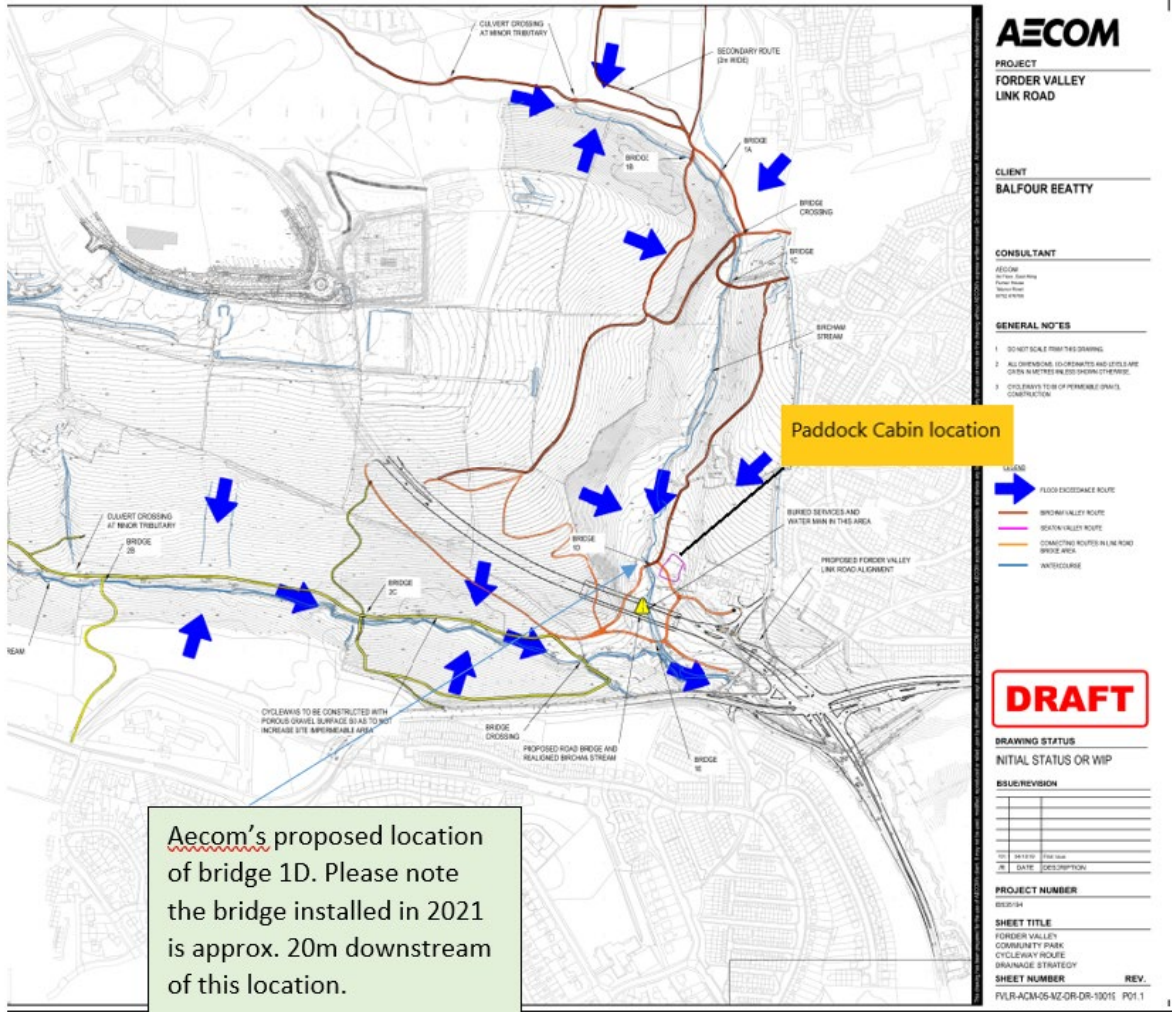 CULVERT CROSSING
AT MINOR TRIBUTARY
SECONDARY ROUTE
(2m WIDE)
BRIDGE
1A
BRIDGE
1B
BRIDGE
CROSSING
BRIDGE
1C
BIRCHAM
STREAM
Paddock Cabin location
BURIED SERVICES AND
WATER MAIN IN THIS AREA
CULVERT CROSSING
AT MINOR TRIBUTARY
BRIDGE
2B
BRIDGE
1D
PROPOSED FORDER VALLEY
LINK ROAD ALIGNMENT
BRIDGE
2C
CYCLEWAYS TO BE CONSTRUCTED WITH
POROUS GRAVEL SURFACE SO AS TO NOT
INCREASE SITE IMPERMEABLE AREA
BRIDGE
CROSSING
PROPOSED ROAD BRIDGE AND
REALIGNED BIRCHAM STREAM
BRIDGE
1E
Aecom's proposed location
of bridge 1D. Please note
the bridge installed in 2021
is approx. 20m downstream
of this location.
AECOM
PROJECT
FORDER VALLEY
LINK ROAD
CLIENT
BALFOUR BEATTY
CONSULTANT
AECOM
GENERAL NOTES
1 DO NOT SCALE FROM THIS DRAWING.
2 ALL DIMENSIONS, CO-ORDINATES AND LEVELS ARE
GIVEN IN METRES UNLESS SHOWN OTHERWISE.
3 CYCLEWAYS TO BE OF PERMEABLE GRAVEL
CONSTRUCTION
LEGEND
FLOOD EXCEEDANCE ROUTE
BIRCHAM VALLEY ROUTE
SEATON VALLEY ROUTE
CONNECTING ROUTES IN LINK ROAD
BRIDGE AREA
WATERCOURSE
DRAFT
DRAWING STATUS
INITIAL STATUS OR WIP
ISSUE/REVISION
First Issue
DATE DESCRIPTION
PROJECT NUMBER
SHEET TITLE
FORDER VALLEY
COMMUNITY PARK
CYCLEWAY ROUTE
DRAINAGE STRATEGY
SHEET NUMBER REV.
P01.1